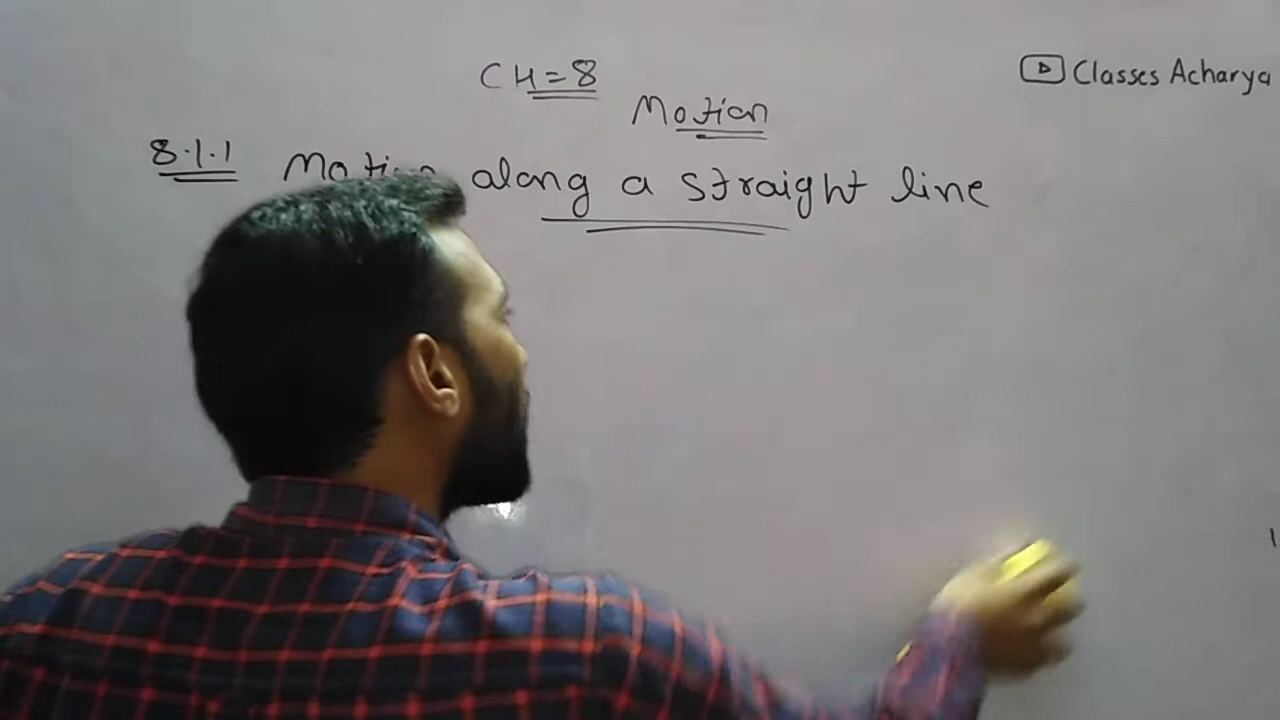 CH=8
Classes Acharya
Motion
8.1.1 Motion along a straight line